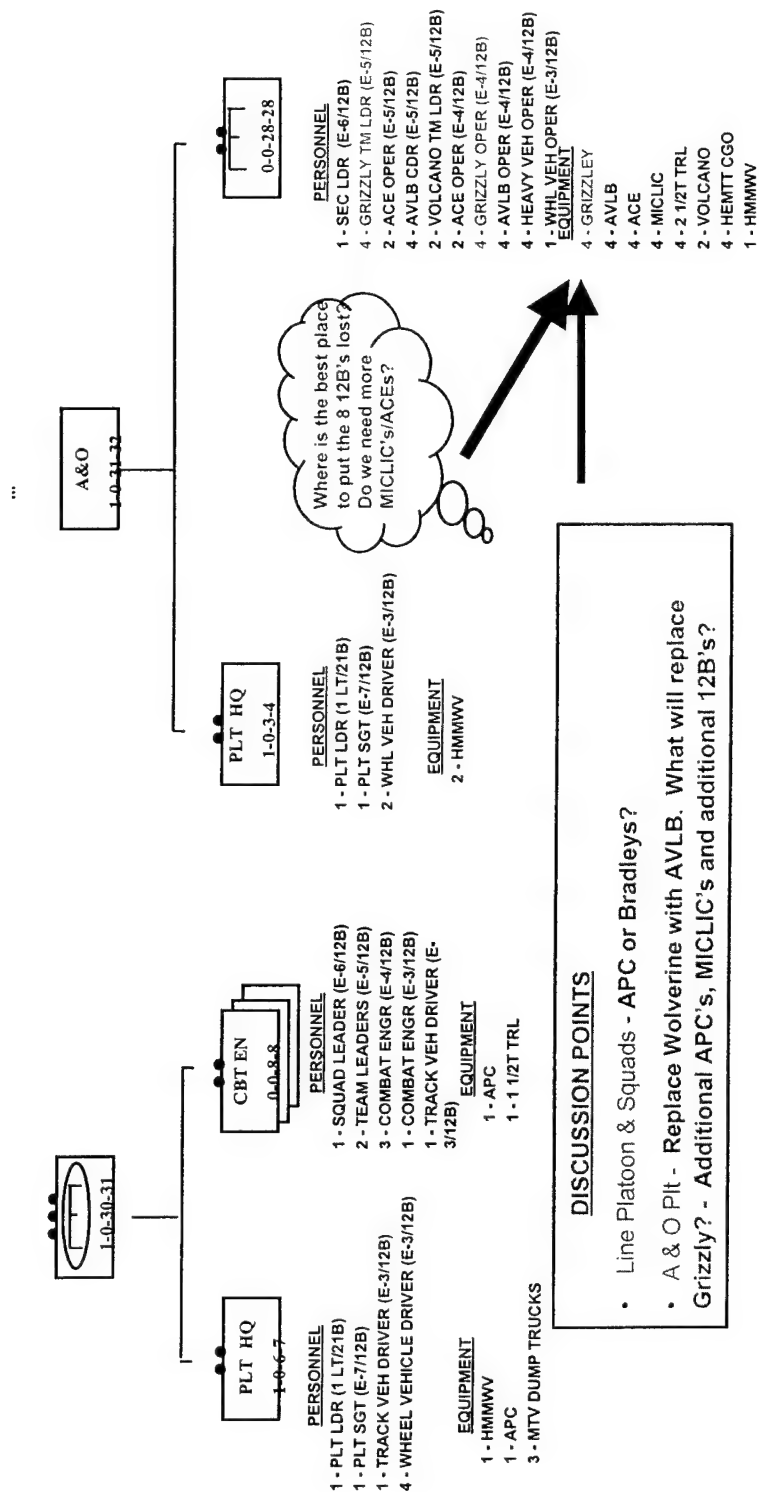 ...
1-0-30-31
PLT HQ
1-0-6-7
PERSONNEL
1 - PLT LDR (1 LT/21B)
1 - PLT SGT (E-7/12B)
1 - TRACK VEH DRIVER (E-3/12B)
4 - WHEEL VEHICLE DRIVER (E-3/12B)
EQUIPMENT
1 - HMMWV
1 - APC
3 - MTV DUMP TRUCKS
CBT EN
0-0-8-8
PERSONNEL
1 - SQUAD LEADER (E-6/12B)
2 - TEAM LEADERS (E-5/12B)
3 - COMBAT ENGR (E-4/12B)
1 - COMBAT ENGR (E-3/12B)
1 - TRACK VEH DRIVER (E-
3/12B)
EQUIPMENT
1 - APC
1 - 1 1/2T TRL
A&O
1-0-31-32
PLT HQ
1-0-3-4
PERSONNEL
1 - PLT LDR (1 LT/21B)
1 - PLT SGT (E-7/12B)
2 - WHL VEH DRIVER (E-3/12B)
EQUIPMENT
2 - HMMWV
0-0-28-28
PERSONNEL
1 - SEC LDR (E-6/12B)
4 - GRIZZLY TM LDR (E-5/12B)
2 - ACE OPER (E-5/12B)
4 - AVLB CDR (E-5/12B)
2 - VOLCANO TM LDR (E-5/12B)
2 - ACE OPER (E-4/12B)
4 - GRIZZLY OPER (E-4/12B)
4 - AVLB OPER (E-4/12B)
4 - HEAVY VEH OPER (E-4/12B)
1 - WHL VEH OPER (E-3/12B)
EQUIPMENT
4 - GRIZZLEY
4 - AVLB
4 - ACE
4 - MICLIC
4 - 2 1/2T TRL
2 - VOLCANO
4 - HEMTT CGO
1 - HMMWV
Where is the best place
to put the 8 12B's lost?
Do we need more
MICLIC's/ACEs?
DISCUSSION POINTS
• Line Platoon & Squads - APC or Bradleys?
• A & O Plt - Replace Wolverine with AVLB. What will replace
Grizzly? - Additional APC's, MICLIC's and additional 12B's?